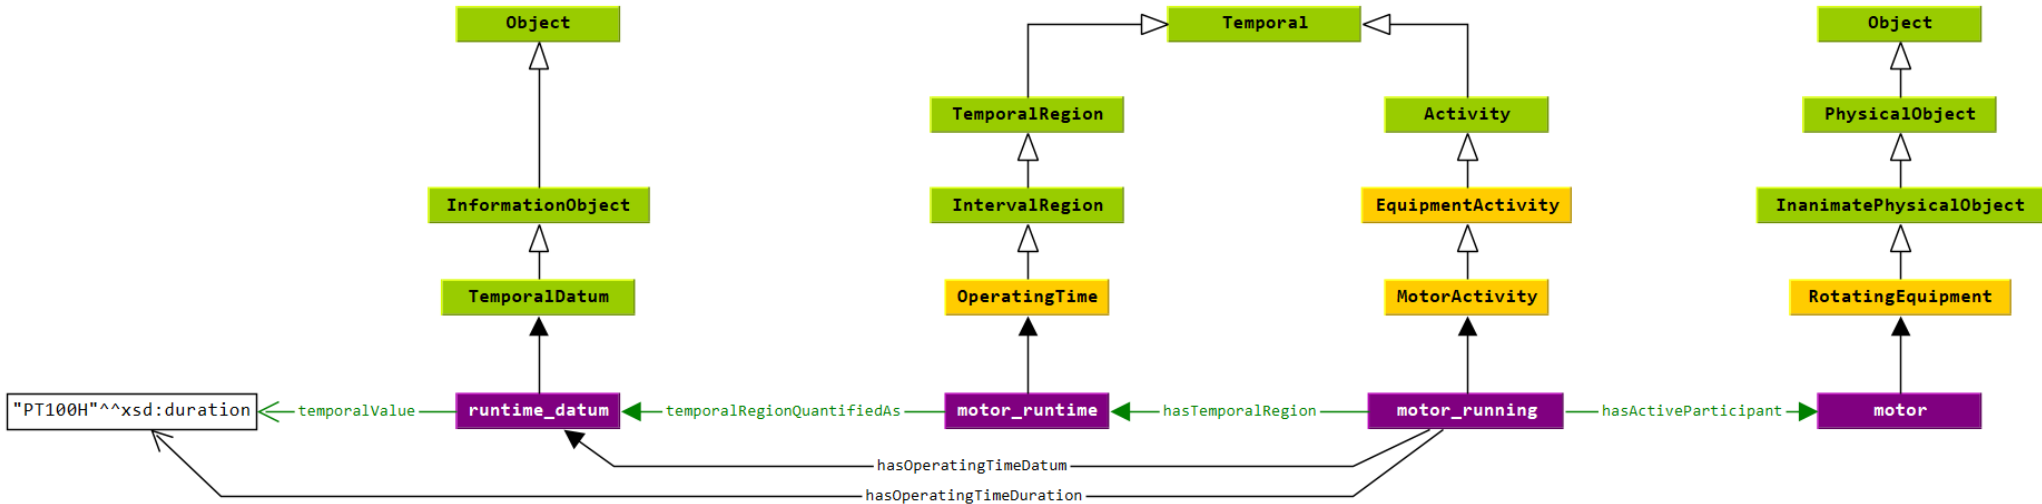 Object
Temporal
Object
TemporalRegion
Activity
PhysicalObject
InformationObject
IntervalRegion
EquipmentActivity
InanimatePhysicalObject
TemporalDatum
OperatingTime
MotorActivity
RotatingEquipment
"PT100H"^^xsd:duration
temporalValue
runtime_datum
temporalRegionQuantifiedAs
motor_runtime
hasTemporalRegion
motor_running
hasActiveParticipant
motor
hasOperatingTimeDatum
hasOperatingTimeDuration